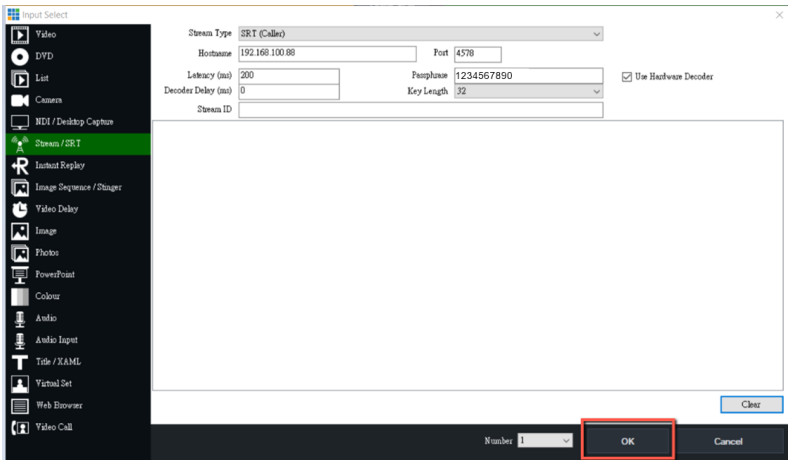 Input Select
Video
DVD
List
Camera
NDI / Desktop Capture
Stream / SRT
Instant Replay
Image Sequence / Stinger
Video Delay
Image
Photos
PowerPoint
Colour
Audio
Audio Input
Title / XAML
Virtual Set
Web Browser
Video Call
Stream Type SRT (Caller)
Hostname 192.168.100.88 Port 4578
Latency (ms) 200 Passphrase 1234567890 Use Hardware Decoder
Decoder Delay (ms) 0 Key Length 32
Stream ID
Clear
Number 1 OK Cancel